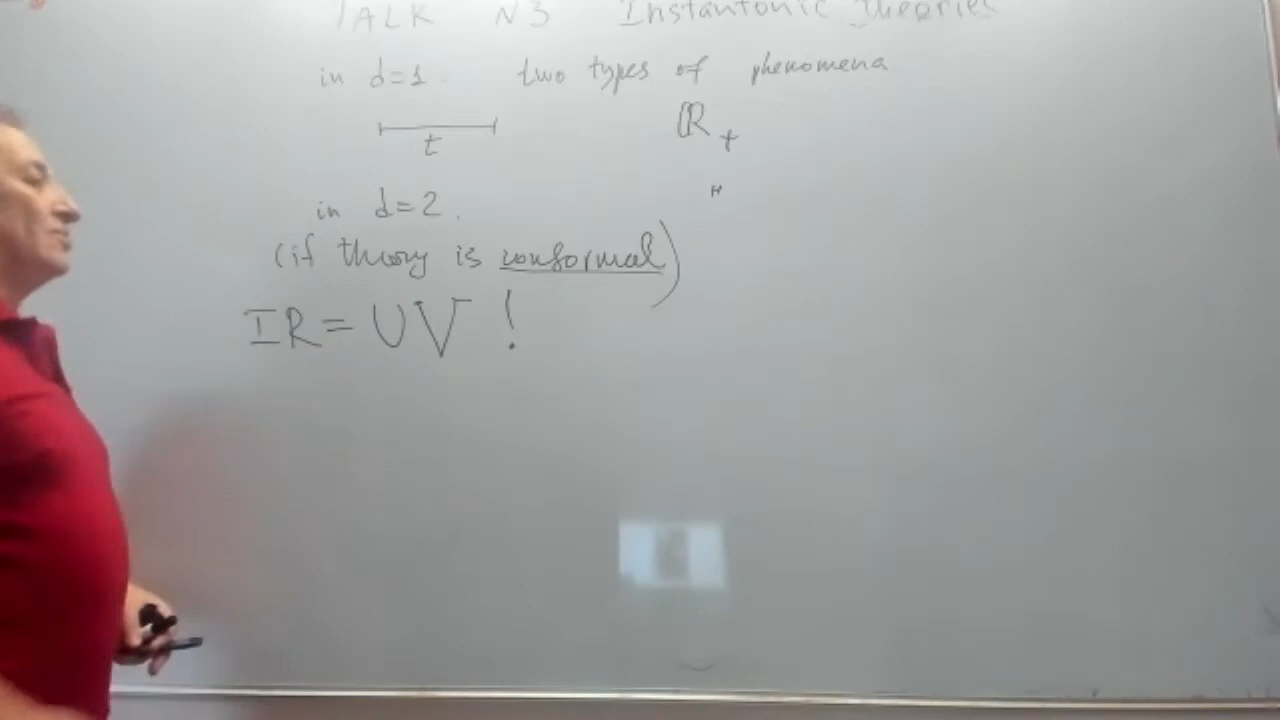 TALK N3 Instantonic Theories
in d=1. two types of phenomena
t ℝ+
in d=2.
(if theory is conformal)
IR = UV !